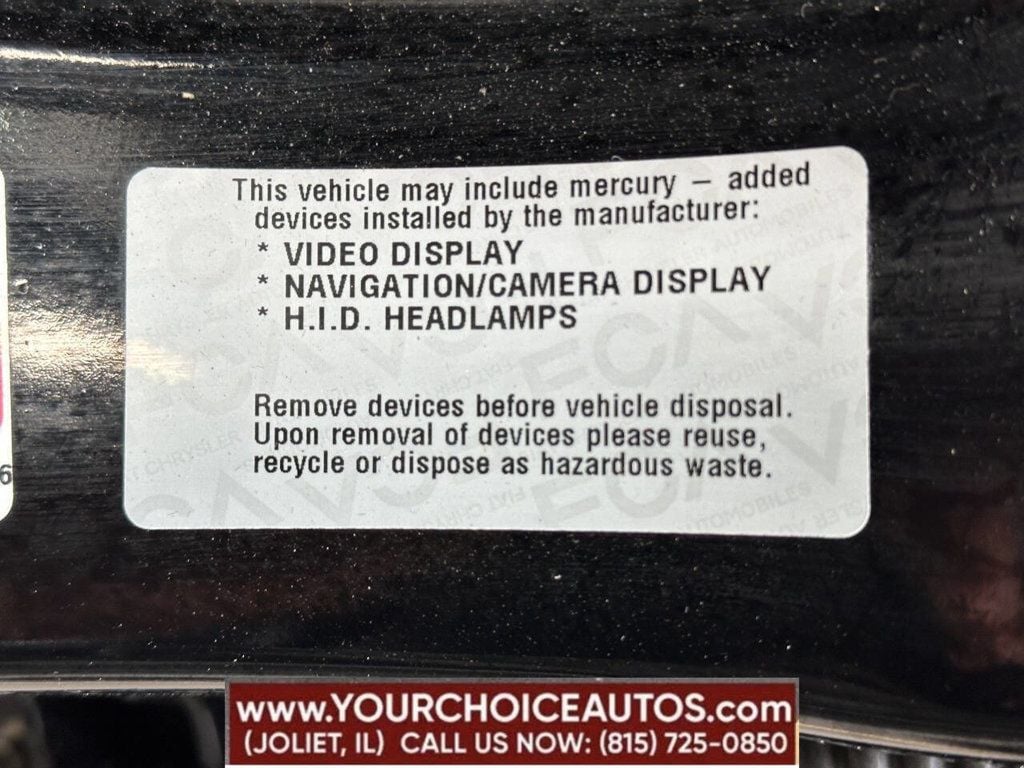 This vehicle may include mercury – added
devices installed by the manufacturer:
* VIDEO DISPLAY
* NAVIGATION/CAMERA DISPLAY
* H.I.D. HEADLAMPS
Remove devices before vehicle disposal.
Upon removal of devices please reuse,
recycle or dispose as hazardous waste.
6
www.YOURCHOICEAUTOS.com
(JOLIET, IL) CALL US NOW: (815) 725-0850